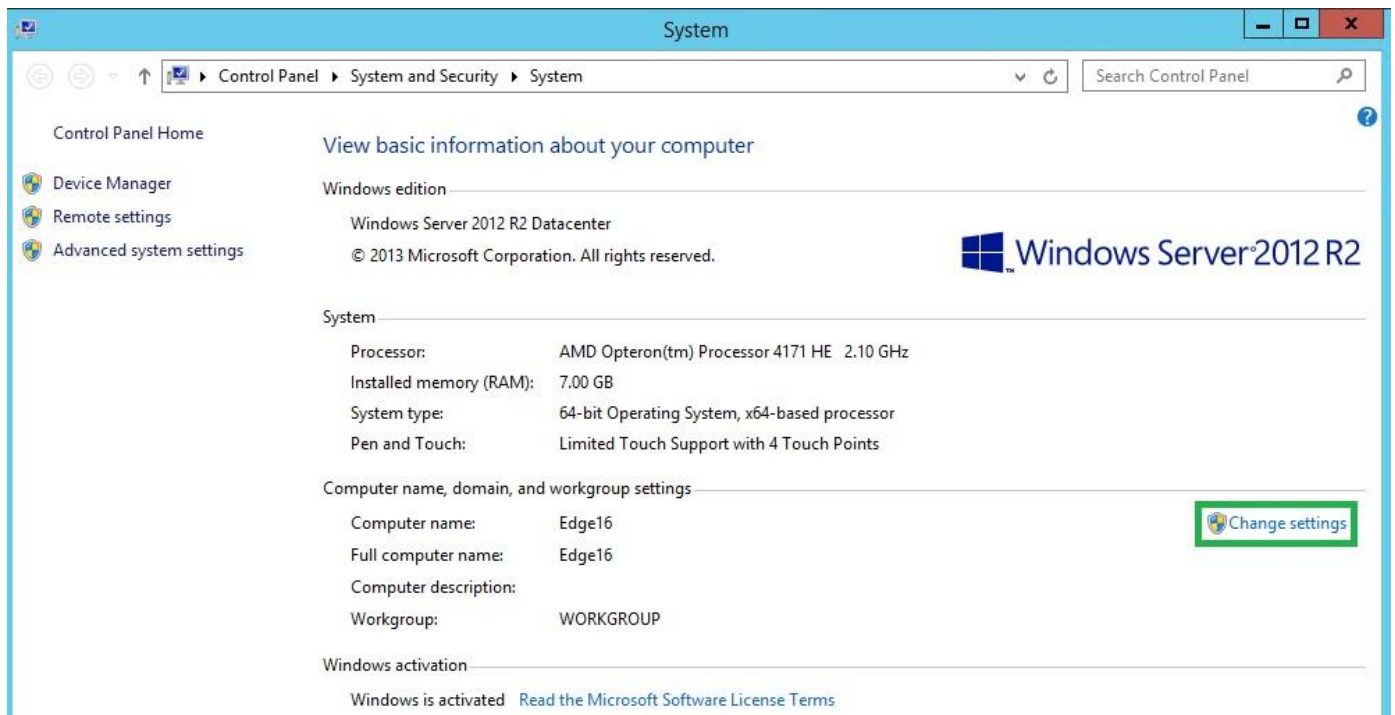 System
Control Panel ▸ System and Security ▸ System
Search Control Panel
Control Panel Home
Device Manager
Remote settings
Advanced system settings
View basic information about your computer
Windows edition
Windows Server 2012 R2 Datacenter
© 2013 Microsoft Corporation. All rights reserved.
Windows Server 2012 R2
System
Processor: AMD Opteron(tm) Processor 4171 HE 2.10 GHz
Installed memory (RAM): 7.00 GB
System type: 64-bit Operating System, x64-based processor
Pen and Touch: Limited Touch Support with 4 Touch Points
Computer name, domain, and workgroup settings
Computer name: Edge16
Change settings
Full computer name: Edge16
Computer description:
Workgroup: WORKGROUP
Windows activation
Windows is activated Read the Microsoft Software License Terms